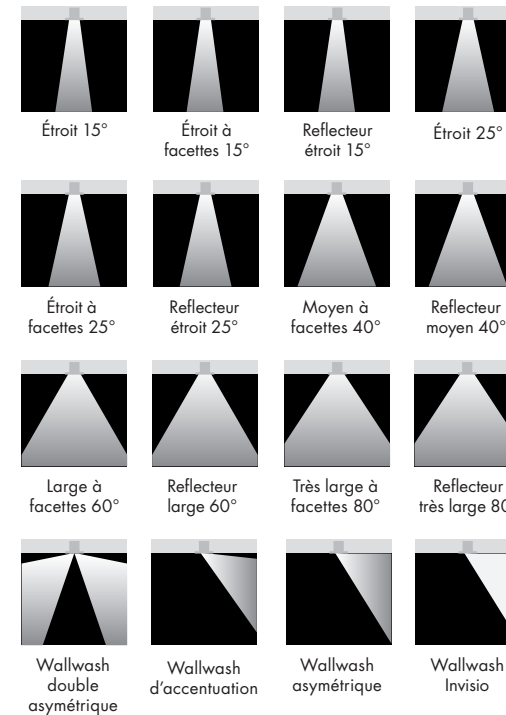 Étroit 15°
Étroit à
facettes 15°
Reflecteur
étroit 15°
Étroit 25°
Étroit à
facettes 25°
Reflecteur
étroit 25°
Moyen à
facettes 40°
Reflecteur
moyen 40°
Large à
facettes 60°
Reflecteur
large 60°
Très large à
facettes 80°
Reflecteur
très large 80
Wallwash
double
asymétrique
Wallwash
d'accentuation
Wallwash
asymétrique
Wallwash
Invisio